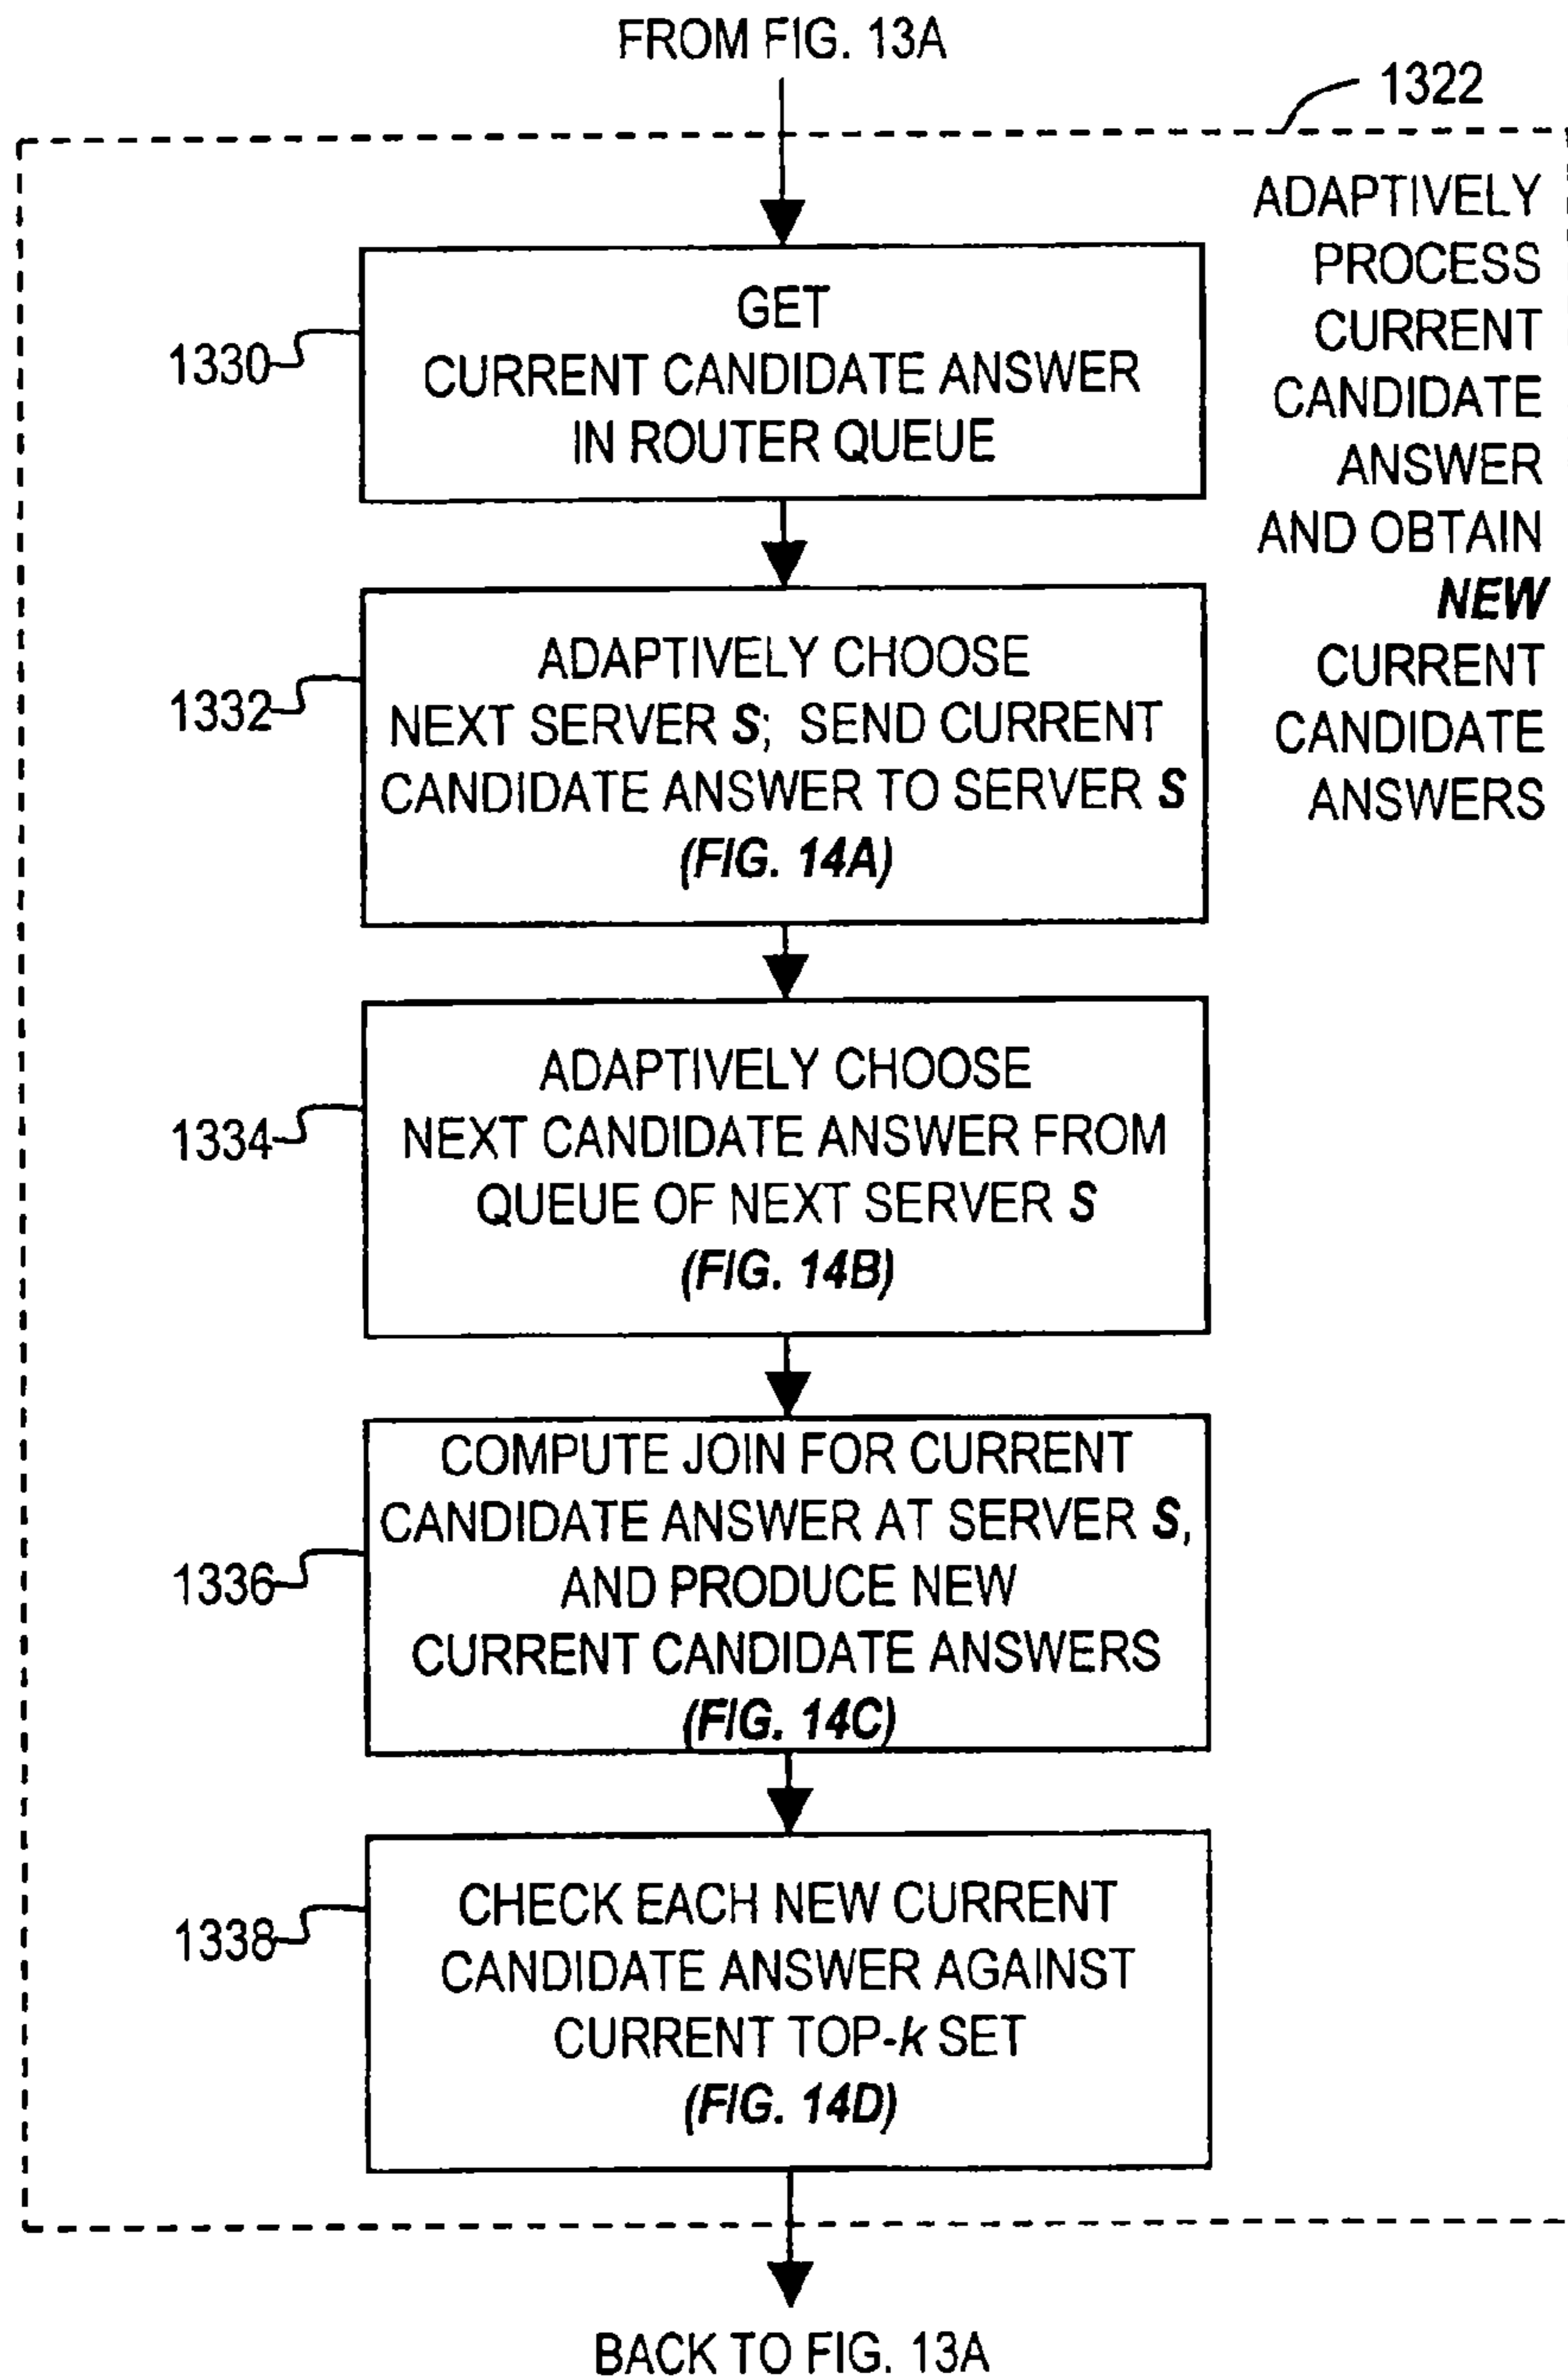 FROM FIG. 13A
1322
ADAPTIVELY
PROCESS
CURRENT
CANDIDATE
ANSWER
AND OBTAIN
NEW
CURRENT
CANDIDATE
ANSWERS
1330
GET
CURRENT CANDIDATE ANSWER
IN ROUTER QUEUE
1332
ADAPTIVELY CHOOSE
NEXT SERVER S; SEND CURRENT
CANDIDATE ANSWER TO SERVER S
(FIG. 14A)
1334
ADAPTIVELY CHOOSE
NEXT CANDIDATE ANSWER FROM
QUEUE OF NEXT SERVER S
(FIG. 14B)
1336
COMPUTE JOIN FOR CURRENT
CANDIDATE ANSWER AT SERVER S,
AND PRODUCE NEW
CURRENT CANDIDATE ANSWERS
(FIG. 14C)
1338
CHECK EACH NEW CURRENT
CANDIDATE ANSWER AGAINST
CURRENT TOP-k SET
(FIG. 14D)
BACK TO FIG. 13A